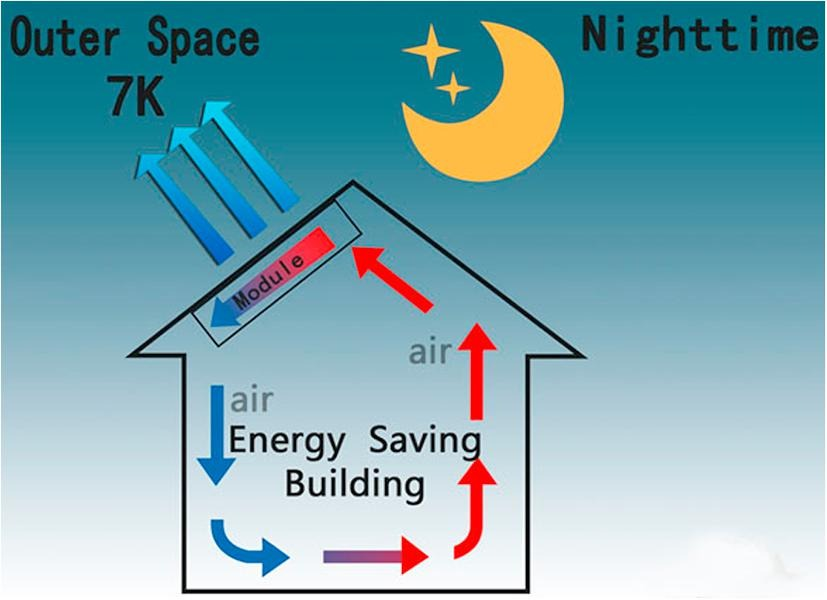 Outer Space
7K
Nighttime
Module
air
air
Energy Saving
Building